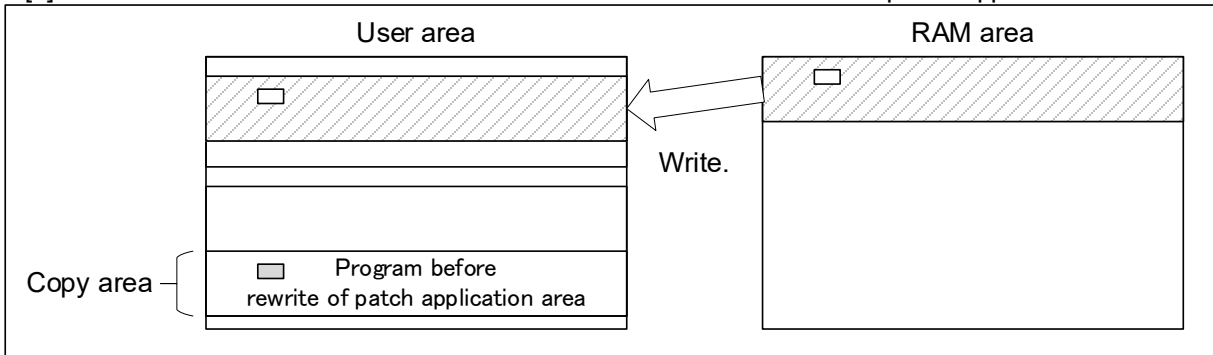 User area
RAM area
Write.
Copy area
Program before
rewrite of patch application area